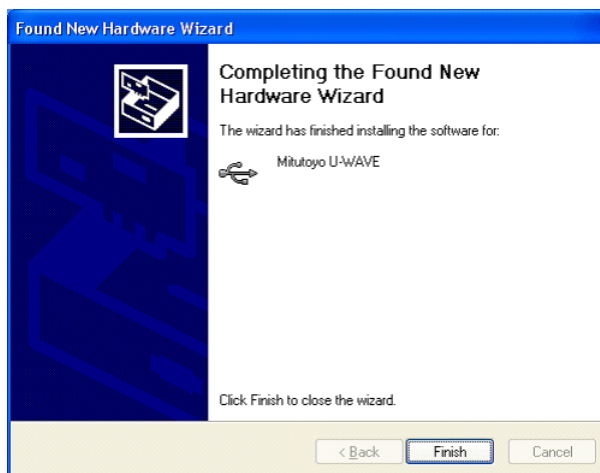 Found New Hardware Wizard
Completing the Found New
Hardware Wizard
The wizard has finished installing the software for:
Mitutoyo U-WAVE
Click Finish to close the wizard.
< Back Finish Cancel